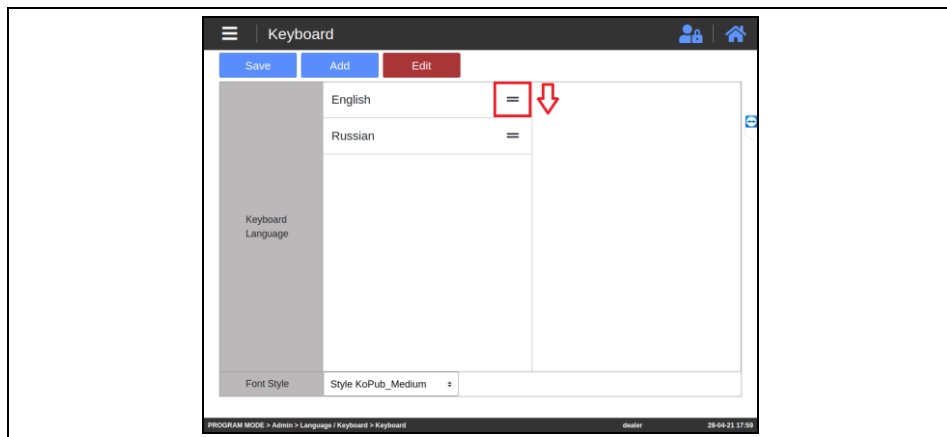 Keyboard
Save Add Edit
English
Russian
Keyboard
Language
Font Style Style KoPub_Medium
PROGRAM MODE > Admin > Language / Keyboard > Keyboard dealer 28-04-21 17:59